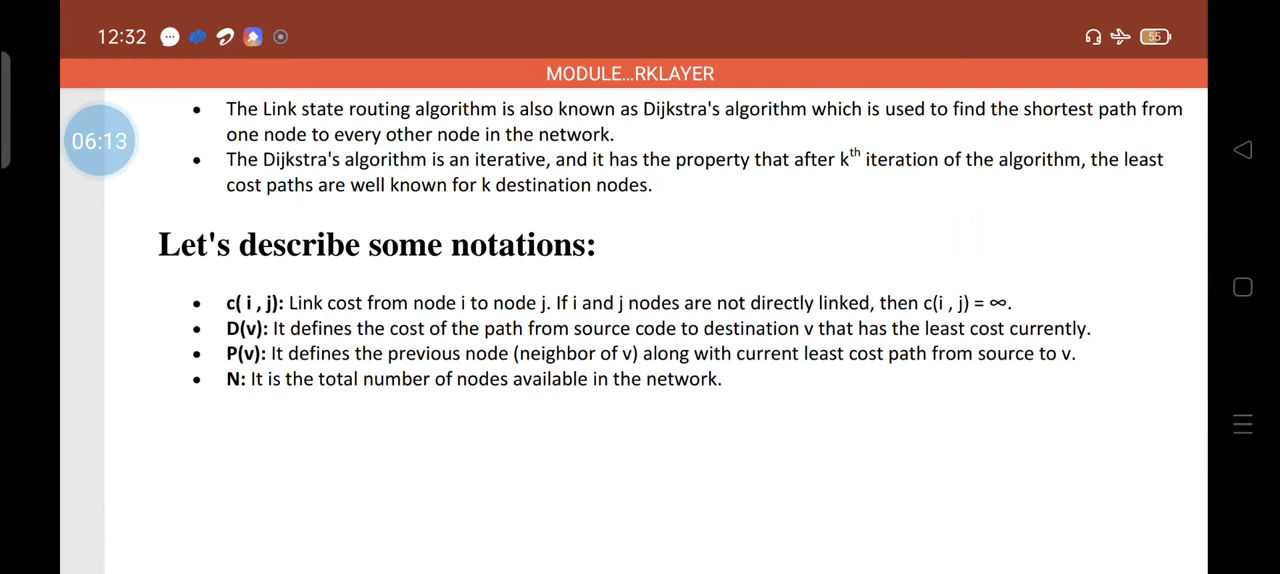 12:32
55
MODULE...RKLAYER
06:13
• The Link state routing algorithm is also known as Dijkstra's algorithm which is used to find the shortest path from
one node to every other node in the network.
• The Dijkstra's algorithm is an iterative, and it has the property that after kth iteration of the algorithm, the least
cost paths are well known for k destination nodes.
Let's describe some notations:
• c( i , j): Link cost from node i to node j. If i and j nodes are not directly linked, then c(i , j) = ∞.
• D(v): It defines the cost of the path from source code to destination v that has the least cost currently.
• P(v): It defines the previous node (neighbor of v) along with current least cost path from source to v.
• N: It is the total number of nodes available in the network.